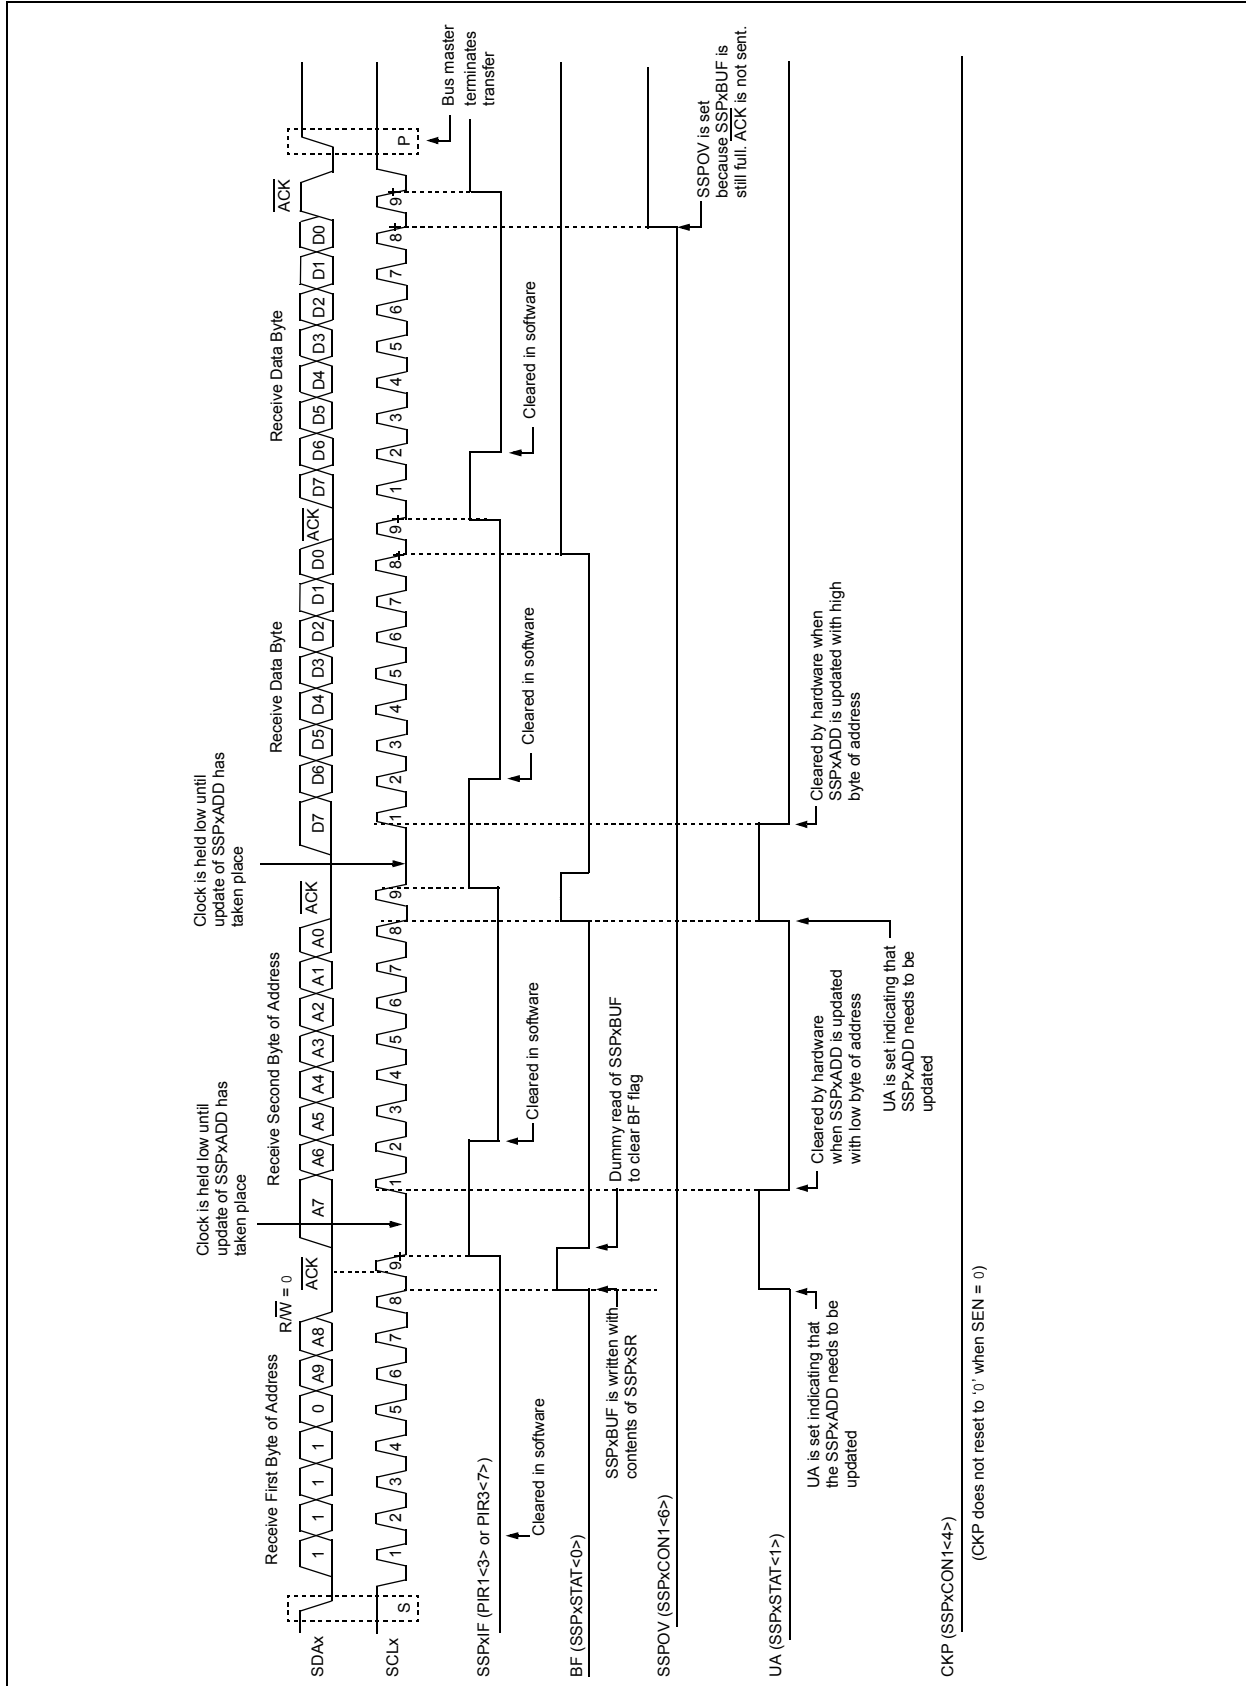 Clock is held low until
update of SSPxADD has
taken place
Clock is held low until
update of SSPxADD has
taken place
Receive First Byte of Address
R/W = 0
Receive Second Byte of Address
Receive Data Byte
Receive Data Byte
ACK
ACK
ACK
ACK
SDAx
1 1 1 1 0 A9 A8
A7 A6 A5 A4 A3 A2 A1 A0
D7 D6 D5 D4 D3 D2 D1 D0
D7 D6 D5 D4 D3 D2 D1 D0
SCLx
S
1 2 3 4 5 6 7 8 9
1 2 3 4 5 6 7 8 9
1 2 3 4 5 6 7 8 9
1 2 3 4 5 6 7 8 9
P
Bus master
terminates
transfer
SSPxIF (PIR1<3> or PIR3<7>)
Cleared in software
Cleared in software
Cleared in software
Cleared in software
Cleared in software
BF (SSPxSTAT<0>)
SSPxBUF is written with
contents of SSPxSR
Dummy read of SSPxBUF
to clear BF flag
SSPOV (SSPxCON1<6>)
SSPOV is set
because SSPxBUF is
still full. ACK is not sent.
UA (SSPxSTAT<1>)
UA is set indicating that
the SSPxADD needs to be
updated
Cleared by hardware
when SSPxADD is updated
with low byte of address
UA is set indicating that
SSPxADD needs to be
updated
Cleared by hardware when
SSPxADD is updated with high
byte of address
CKP (SSPxCON1<4>)
(CKP does not reset to ‘0’ when SEN = 0)